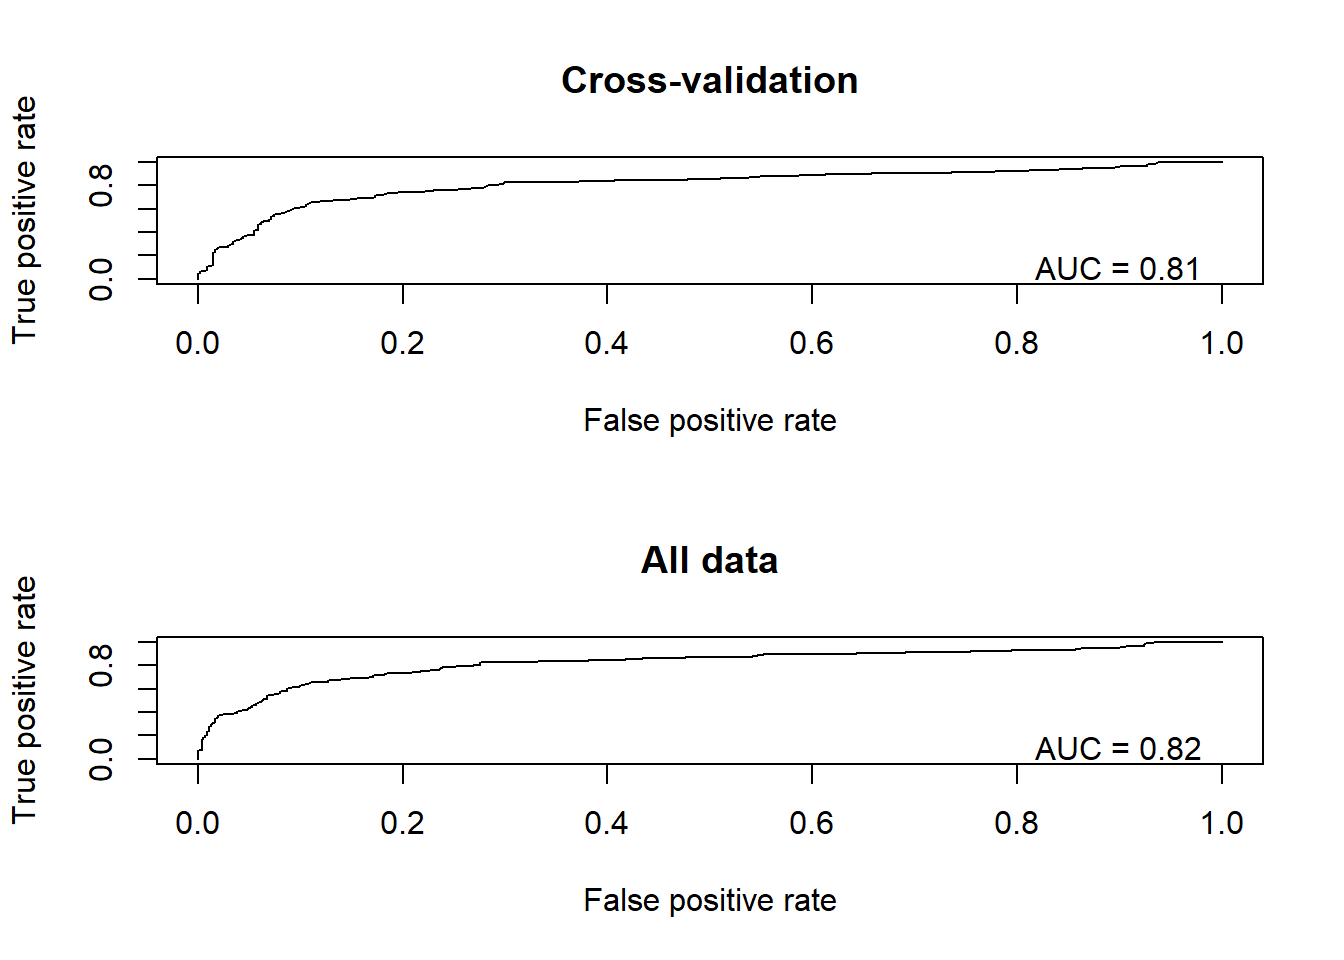 Cross-validation
True positive rate
0.8
0.0
AUC = 0.81
0.0 0.2 0.4 0.6 0.8 1.0
False positive rate
All data
True positive rate
0.8
0.0
AUC = 0.82
0.0 0.2 0.4 0.6 0.8 1.0
False positive rate